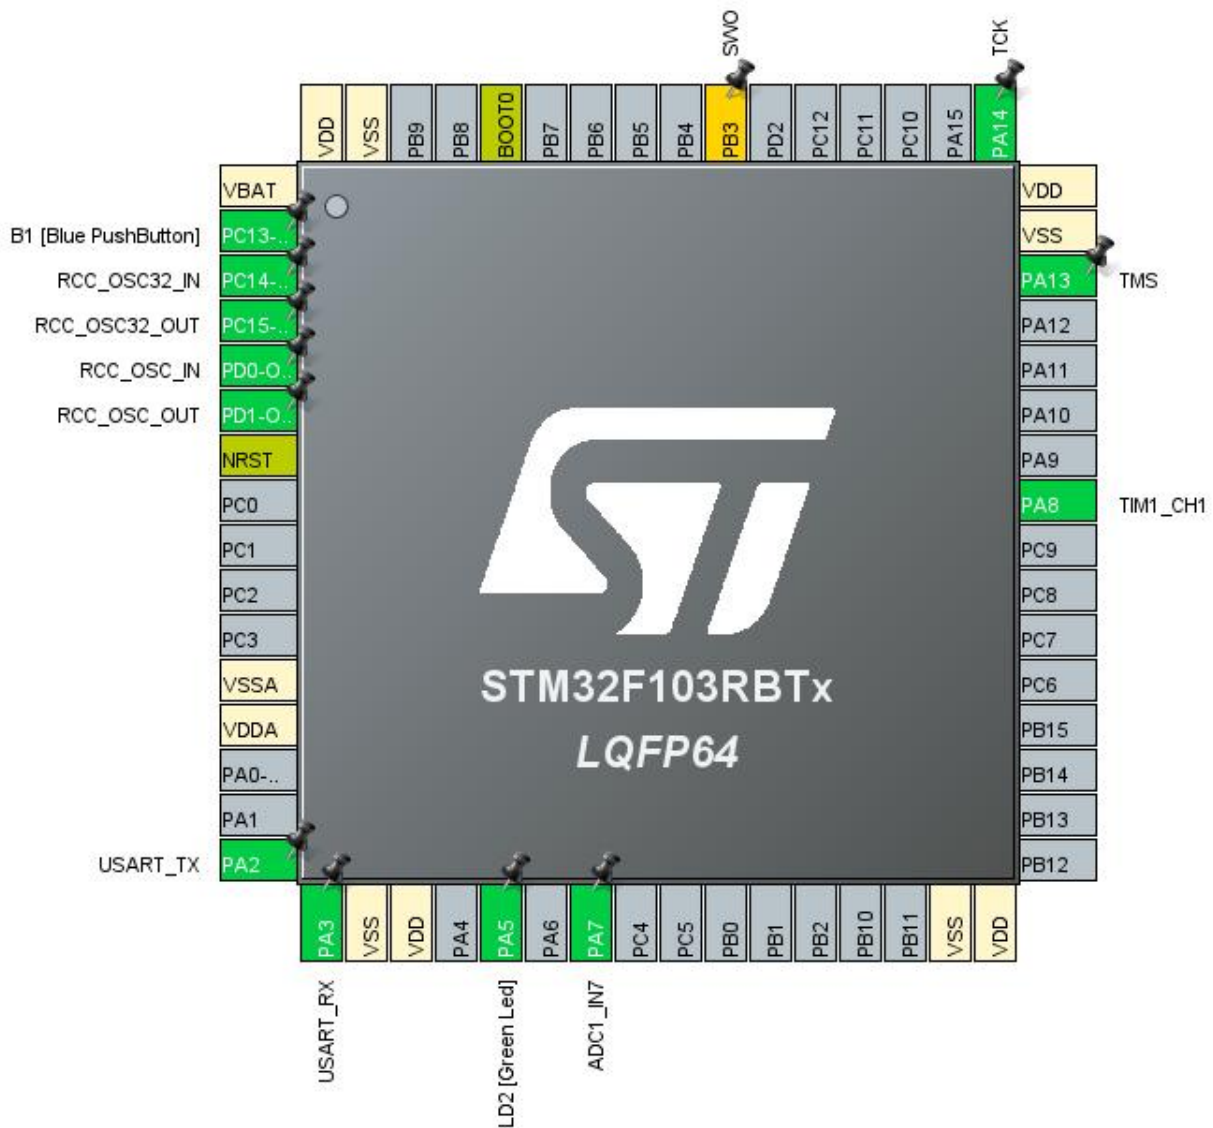 SWO
TCK
VDD
VSS
PB9
PB8
BOOT0
PB7
PB6
PB5
PB4
PB3
PD2
PC12
PC11
PC10
PA15
PA14
VBAT
B1 [Blue PushButton] PC13-..
RCC_OSC32_IN PC14-..
RCC_OSC32_OUT PC15-..
RCC_OSC_IN PD0-O..
RCC_OSC_OUT PD1-O..
NRST
PC0
PC1
PC2
PC3
VSSA
VDDA
PA0-..
PA1
USART_TX PA2
VDD
VSS
PA13 TMS
PA12
PA11
PA10
PA9
PA8 TIM1_CH1
PC9
PC8
PC7
PC6
PB15
PB14
PB13
PB12
ST
STM32F103RBTx
LQFP64
PA3
VSS
VDD
PA4
PA5
PA6
PA7
PC4
PC5
PB0
PB1
PB2
PB10
PB11
VSS
VDD
USART_RX
LD2 [Green Led]
ADC1_IN7